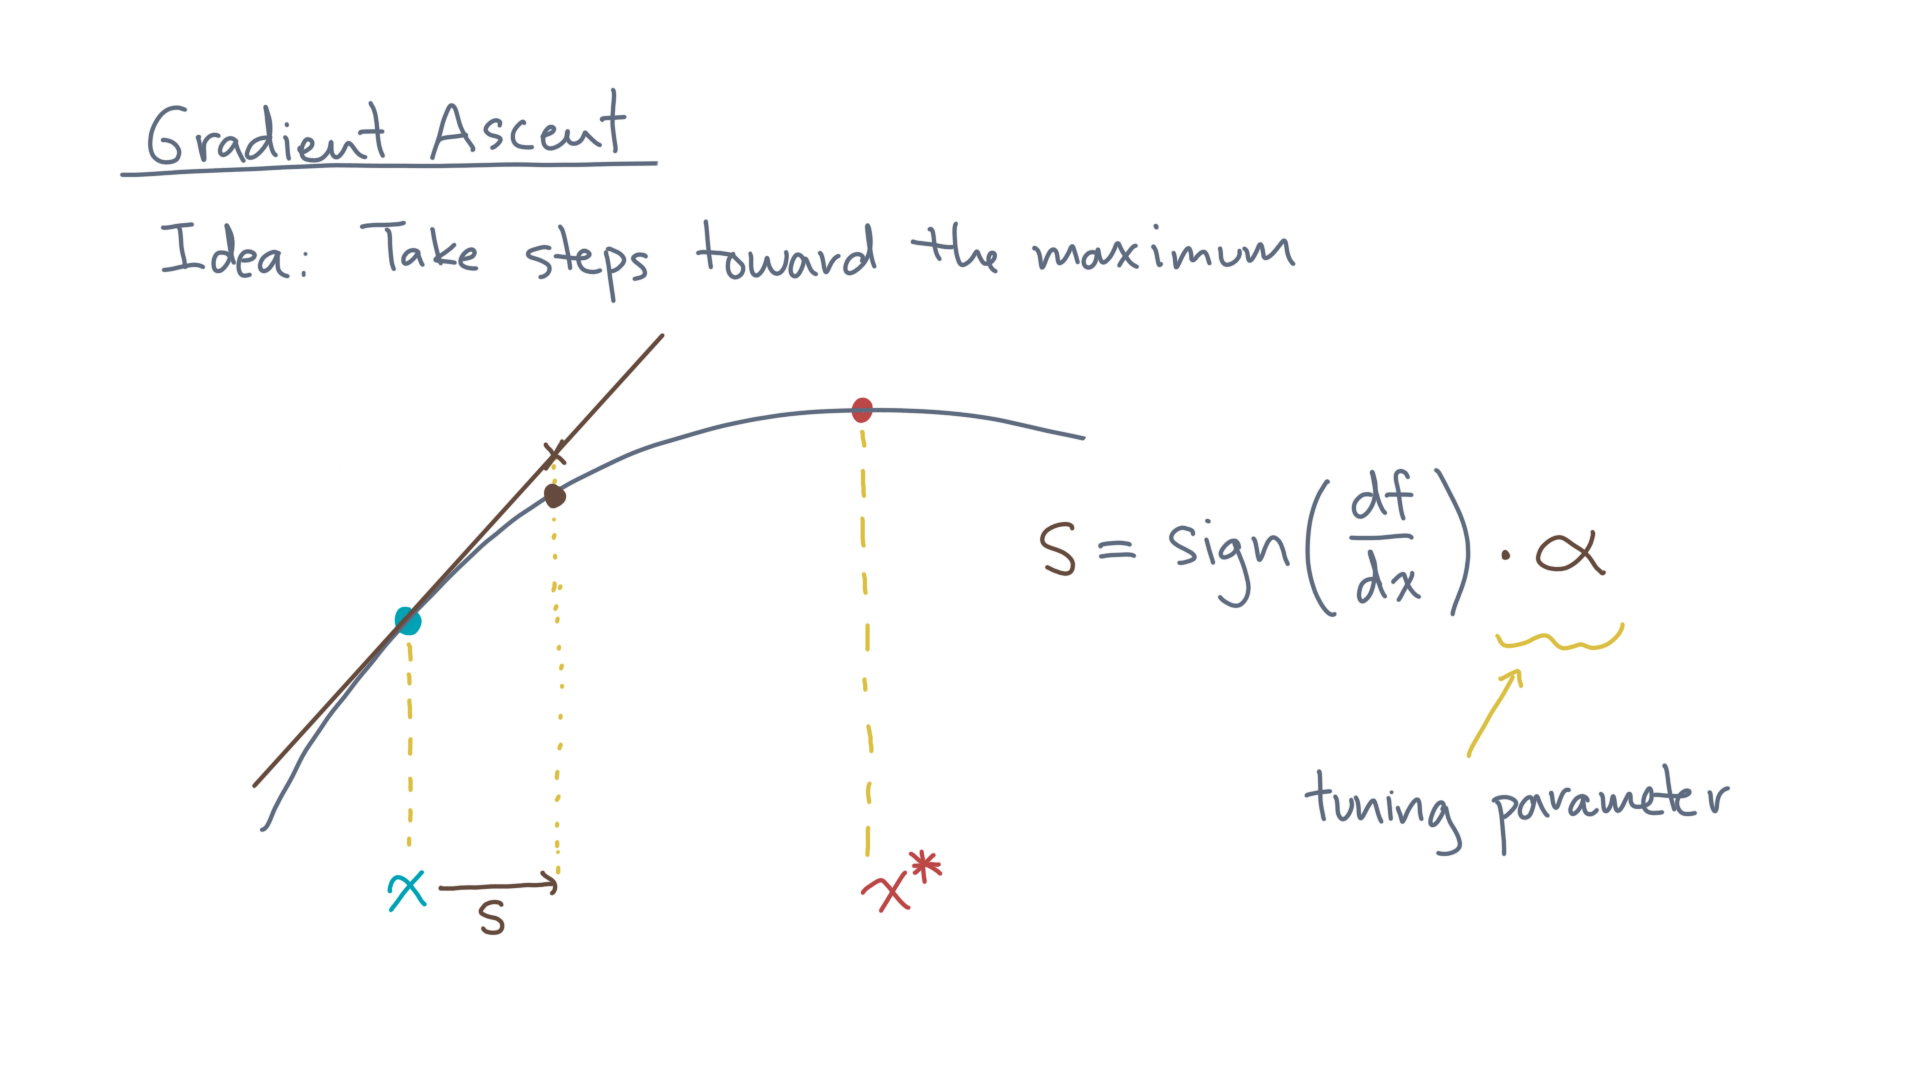 Gradient Ascent
Idea: Take steps toward the maximum
S = sign(df/dx) · α
tuning parameter
x
S
x*